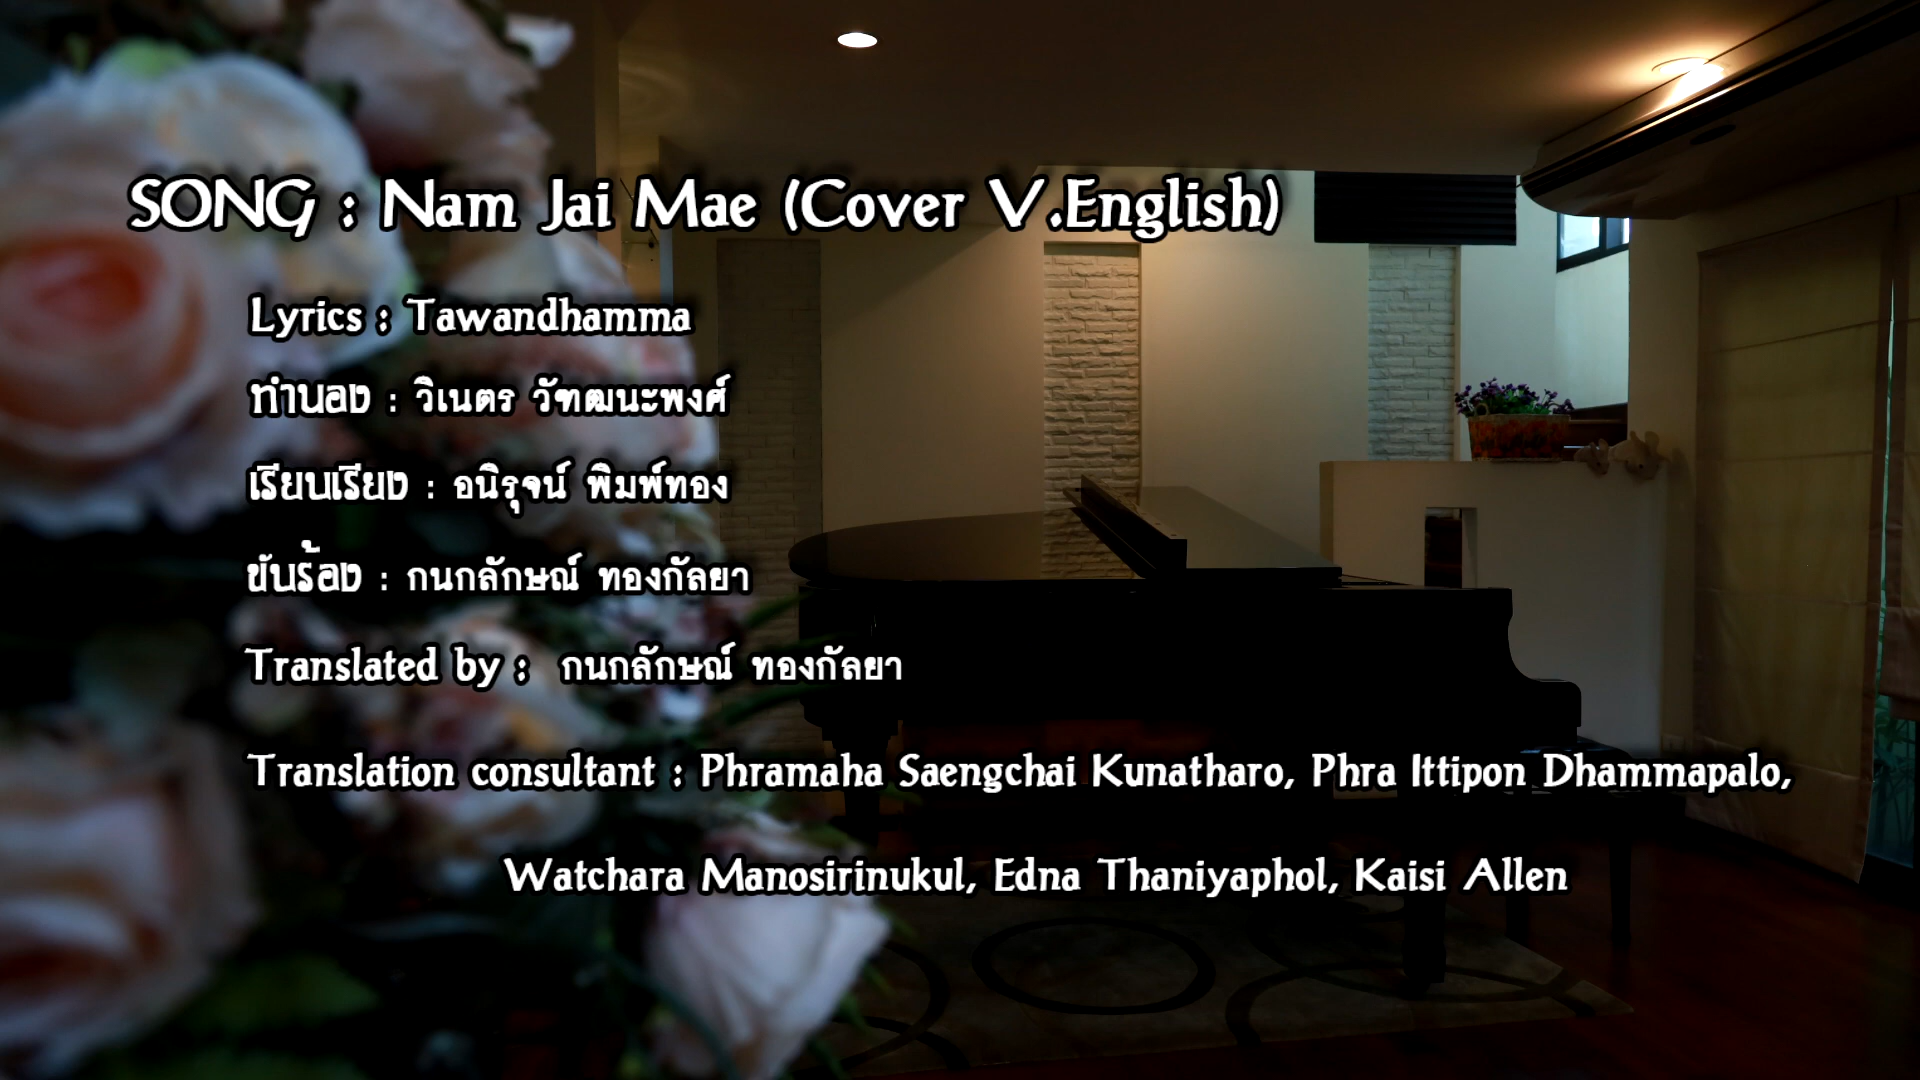 SONG : Nam Jai Mae (Cover V.English)
Lyrics : Tawandhamma
ทำนอง : วิเนตร วัฑฒนะพงศ์
เรียบเรียง : อนิรุจน์ พิมพ์ทอง
ขับร้อง : กนกลักษณ์ ทองกัลยา
Translated by : กนกลักษณ์ ทองกัลยา
Translation consultant : Phramaha Saengchai Kunatharo, Phra Ittipon Dhammapalo,
Watchara Manosirinukul, Edna Thaniyaphol, Kaisi Allen